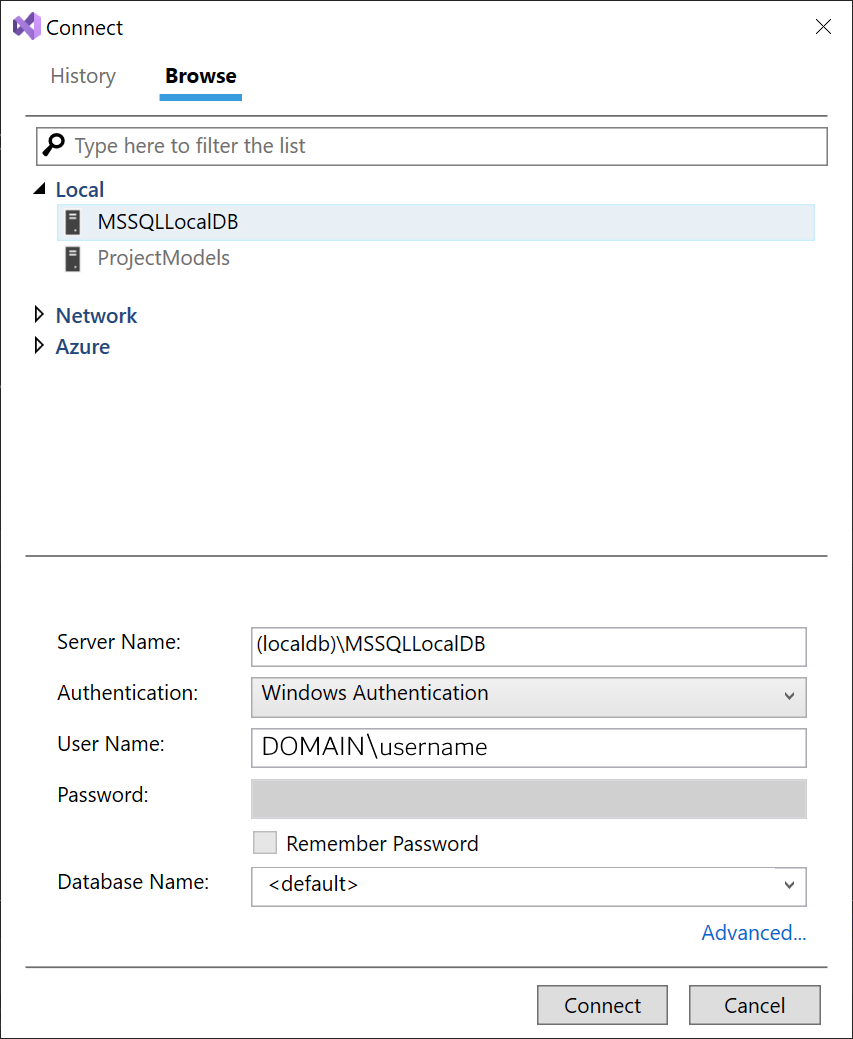 Connect
History Browse
Type here to filter the list
Local
MSSQLLocalDB
ProjectModels
Network
Azure
Server Name: (localdb)\MSSQLLocalDB
Authentication: Windows Authentication
User Name: DOMAIN\username
Password:
Remember Password
Database Name: <default>
Advanced...
Connect Cancel